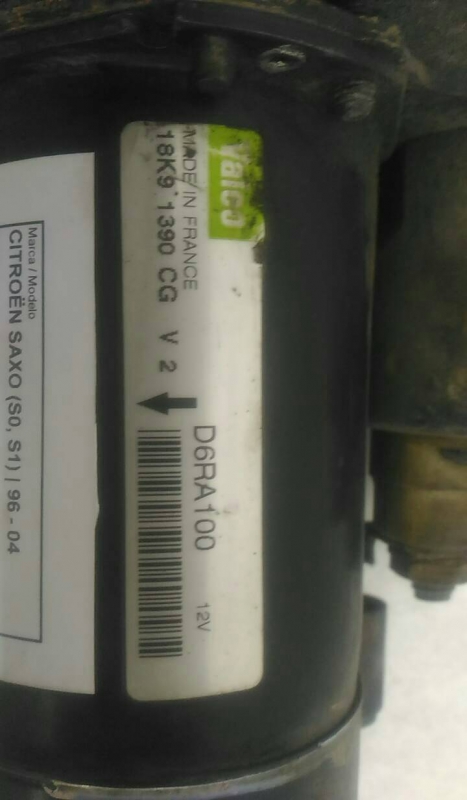 Valeo
MADE IN FRANCE
18K9 1390 CG V 2
D6RA100
12V
Marca / Modelo
CITROËN SAXO (S0, S1) | 96 - 04